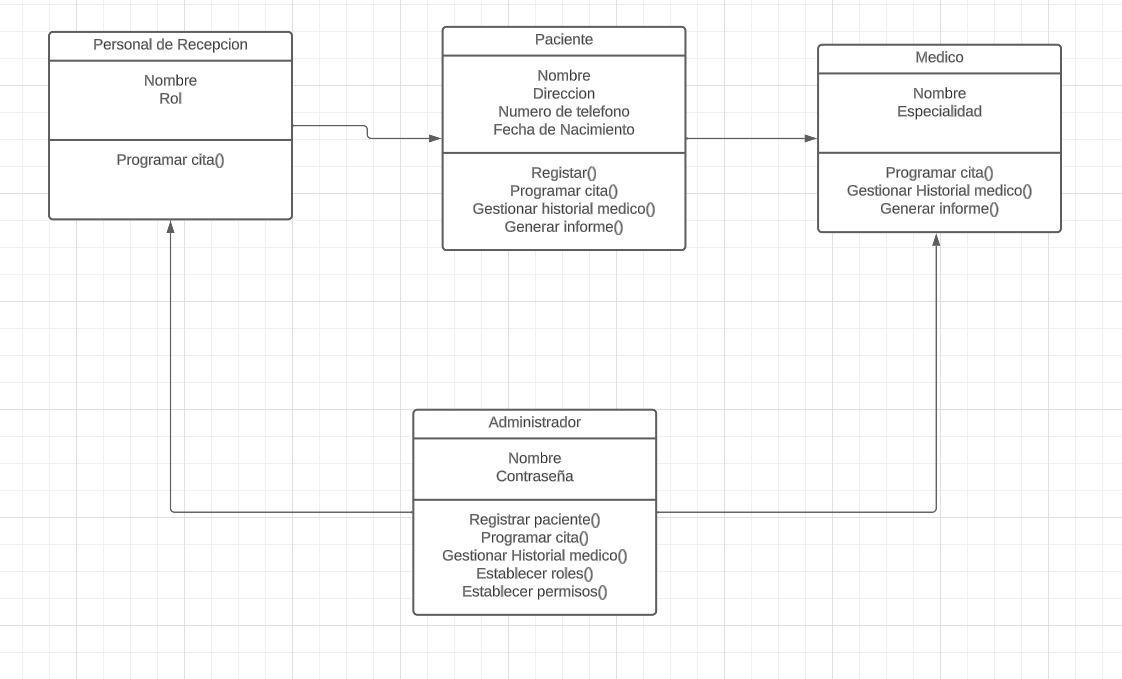 Personal de Recepcion
Nombre
Rol
Programar cita()
Paciente
Nombre
Direccion
Numero de telefono
Fecha de Nacimiento
Registar()
Programar cita()
Gestionar historial medico()
Generar informe()
Medico
Nombre
Especialidad
Programar cita()
Gestionar Historial medico()
Generar informe()
Administrador
Nombre
Contraseña
Registrar paciente()
Programar cita()
Gestionar Historial medico()
Establecer roles()
Establecer permisos()